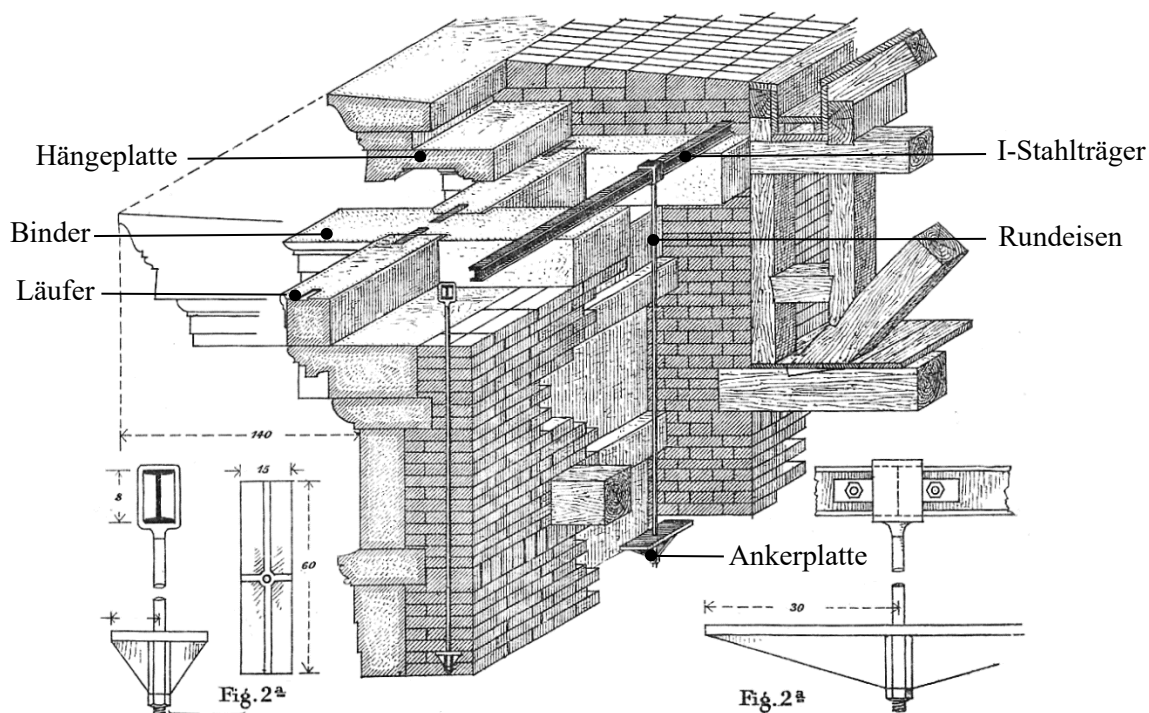 Hängeplatte
I-Stahlträger
Binder
Rundeisen
Läufer
140
15
8
60
Ankerplatte
30
Fig. 2ª
Fig. 2ª